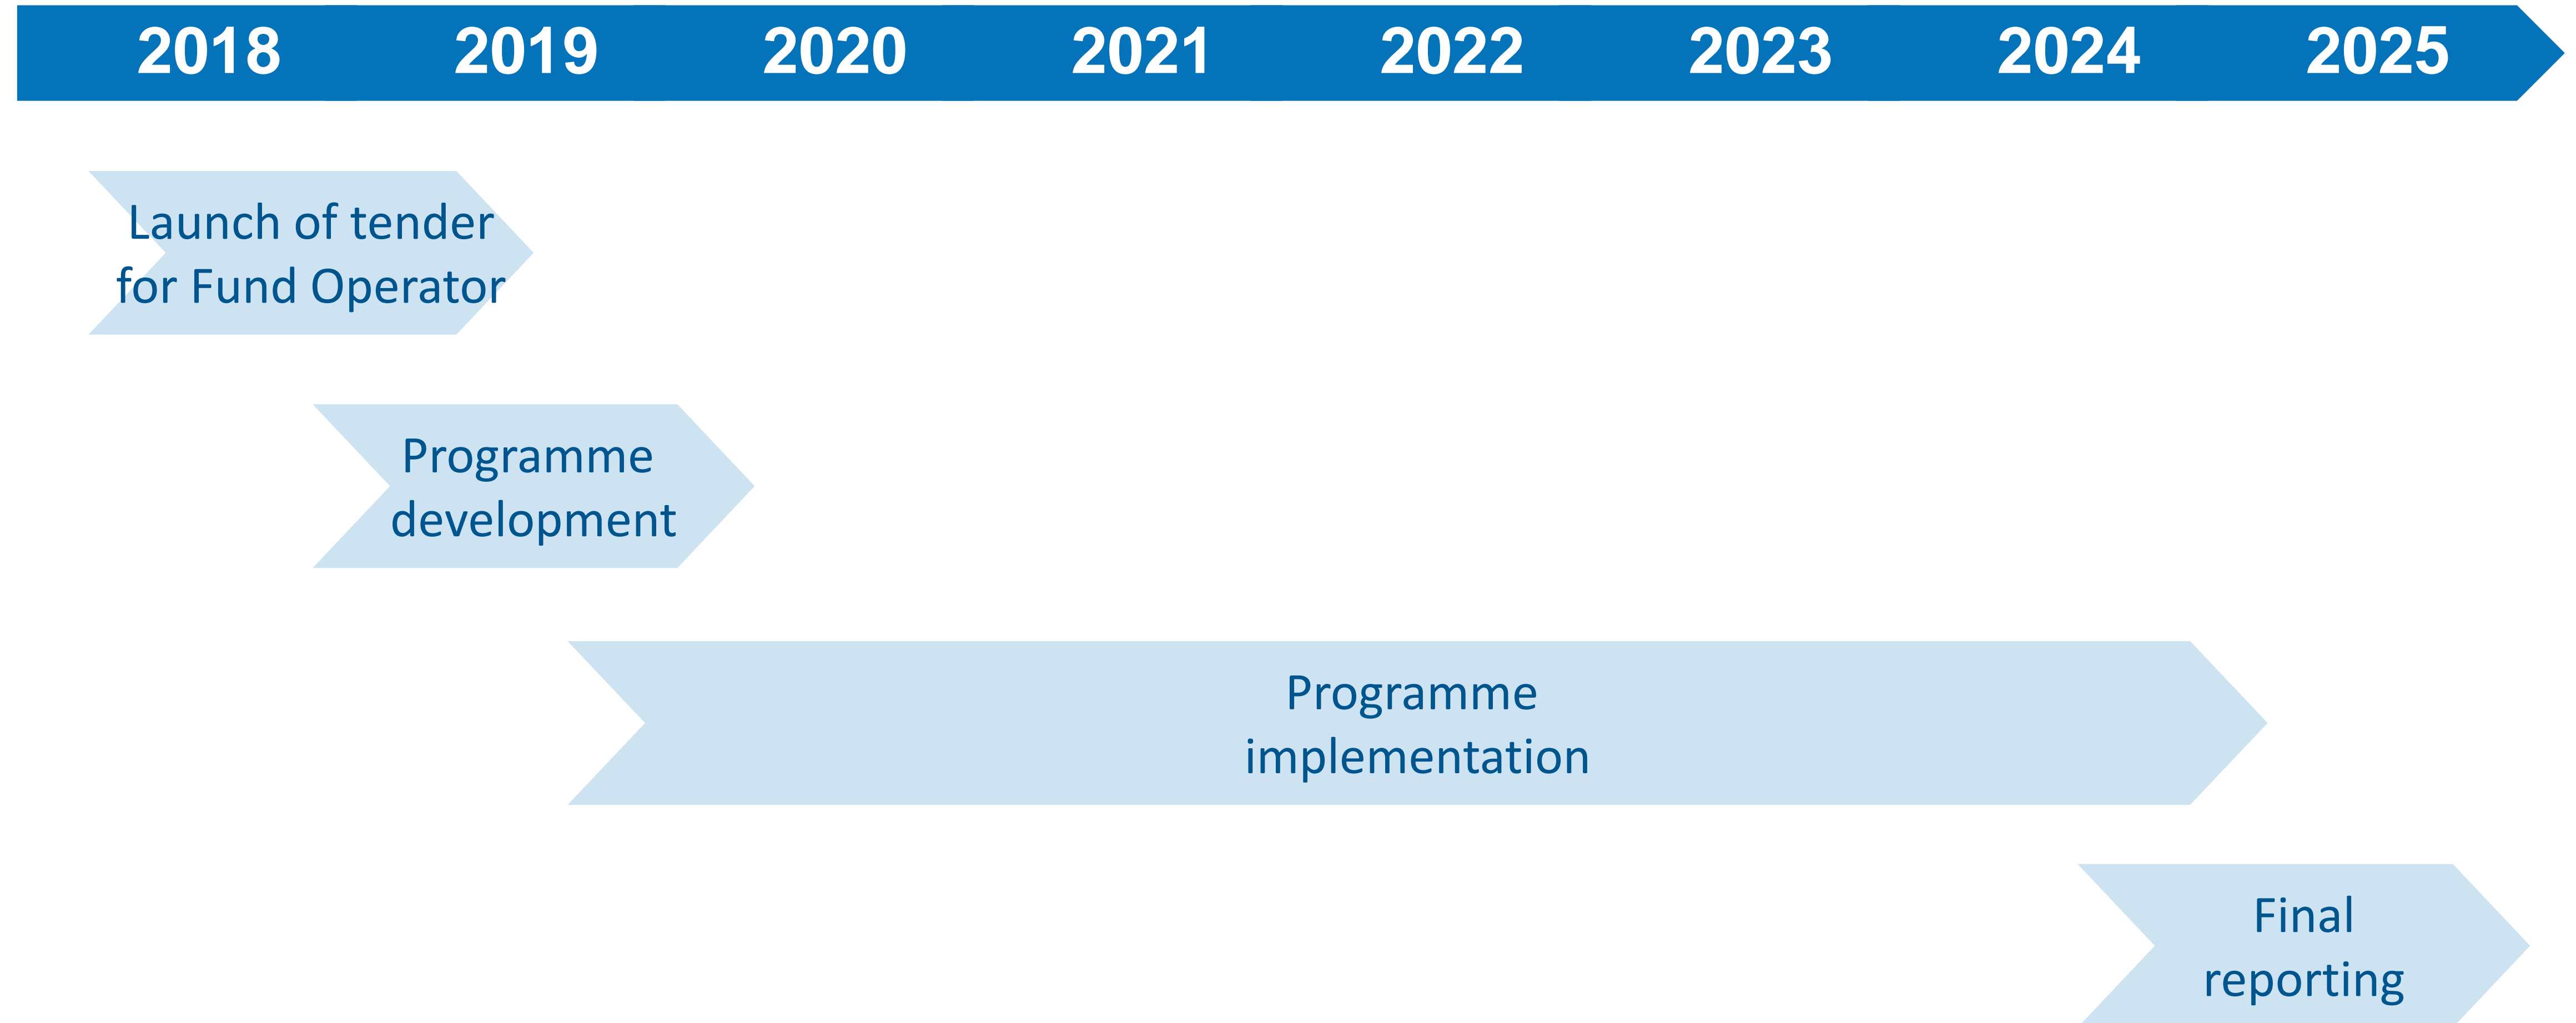 2018 2019 2020 2021 2022 2023 2024 2025
Launch of tender
for Fund Operator
Programme
development
Programme
implementation
Final
reporting